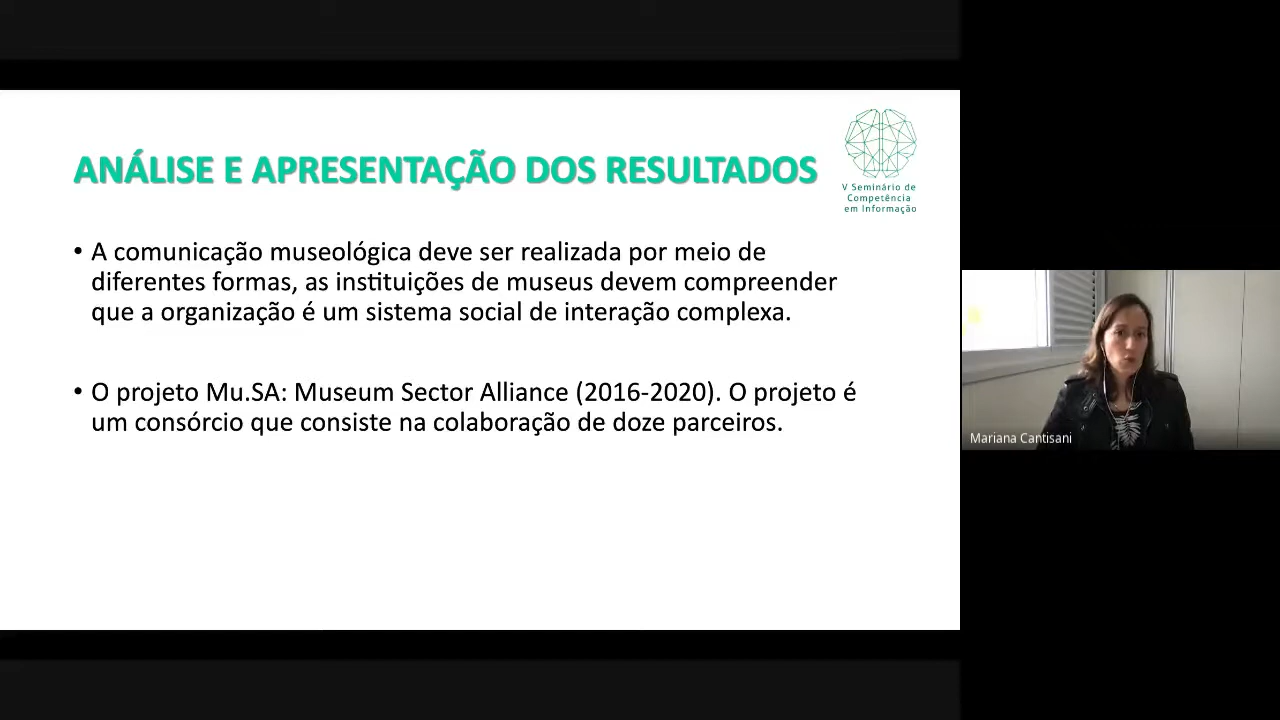 ANÁLISE E APRESENTAÇÃO DOS RESULTADOS
V Seminário de
Competência
em Informação
• A comunicação museológica deve ser realizada por meio de
diferentes formas, as instituições de museus devem compreender
que a organização é um sistema social de interação complexa.
• O projeto Mu.SA: Museum Sector Alliance (2016-2020). O projeto é
um consórcio que consiste na colaboração de doze parceiros.
Mariana Cantisani